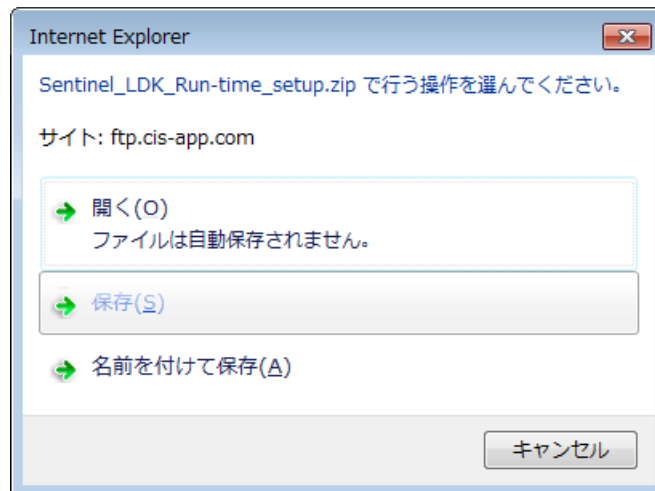 Internet Explorer
Sentinel_LDK_Run-time_setup.zip で行う操作を選んでください。
サイト: ftp.cis-app.com
開く(O)
ファイルは自動保存されません。
保存(S)
名前を付けて保存(A)
キャンセル